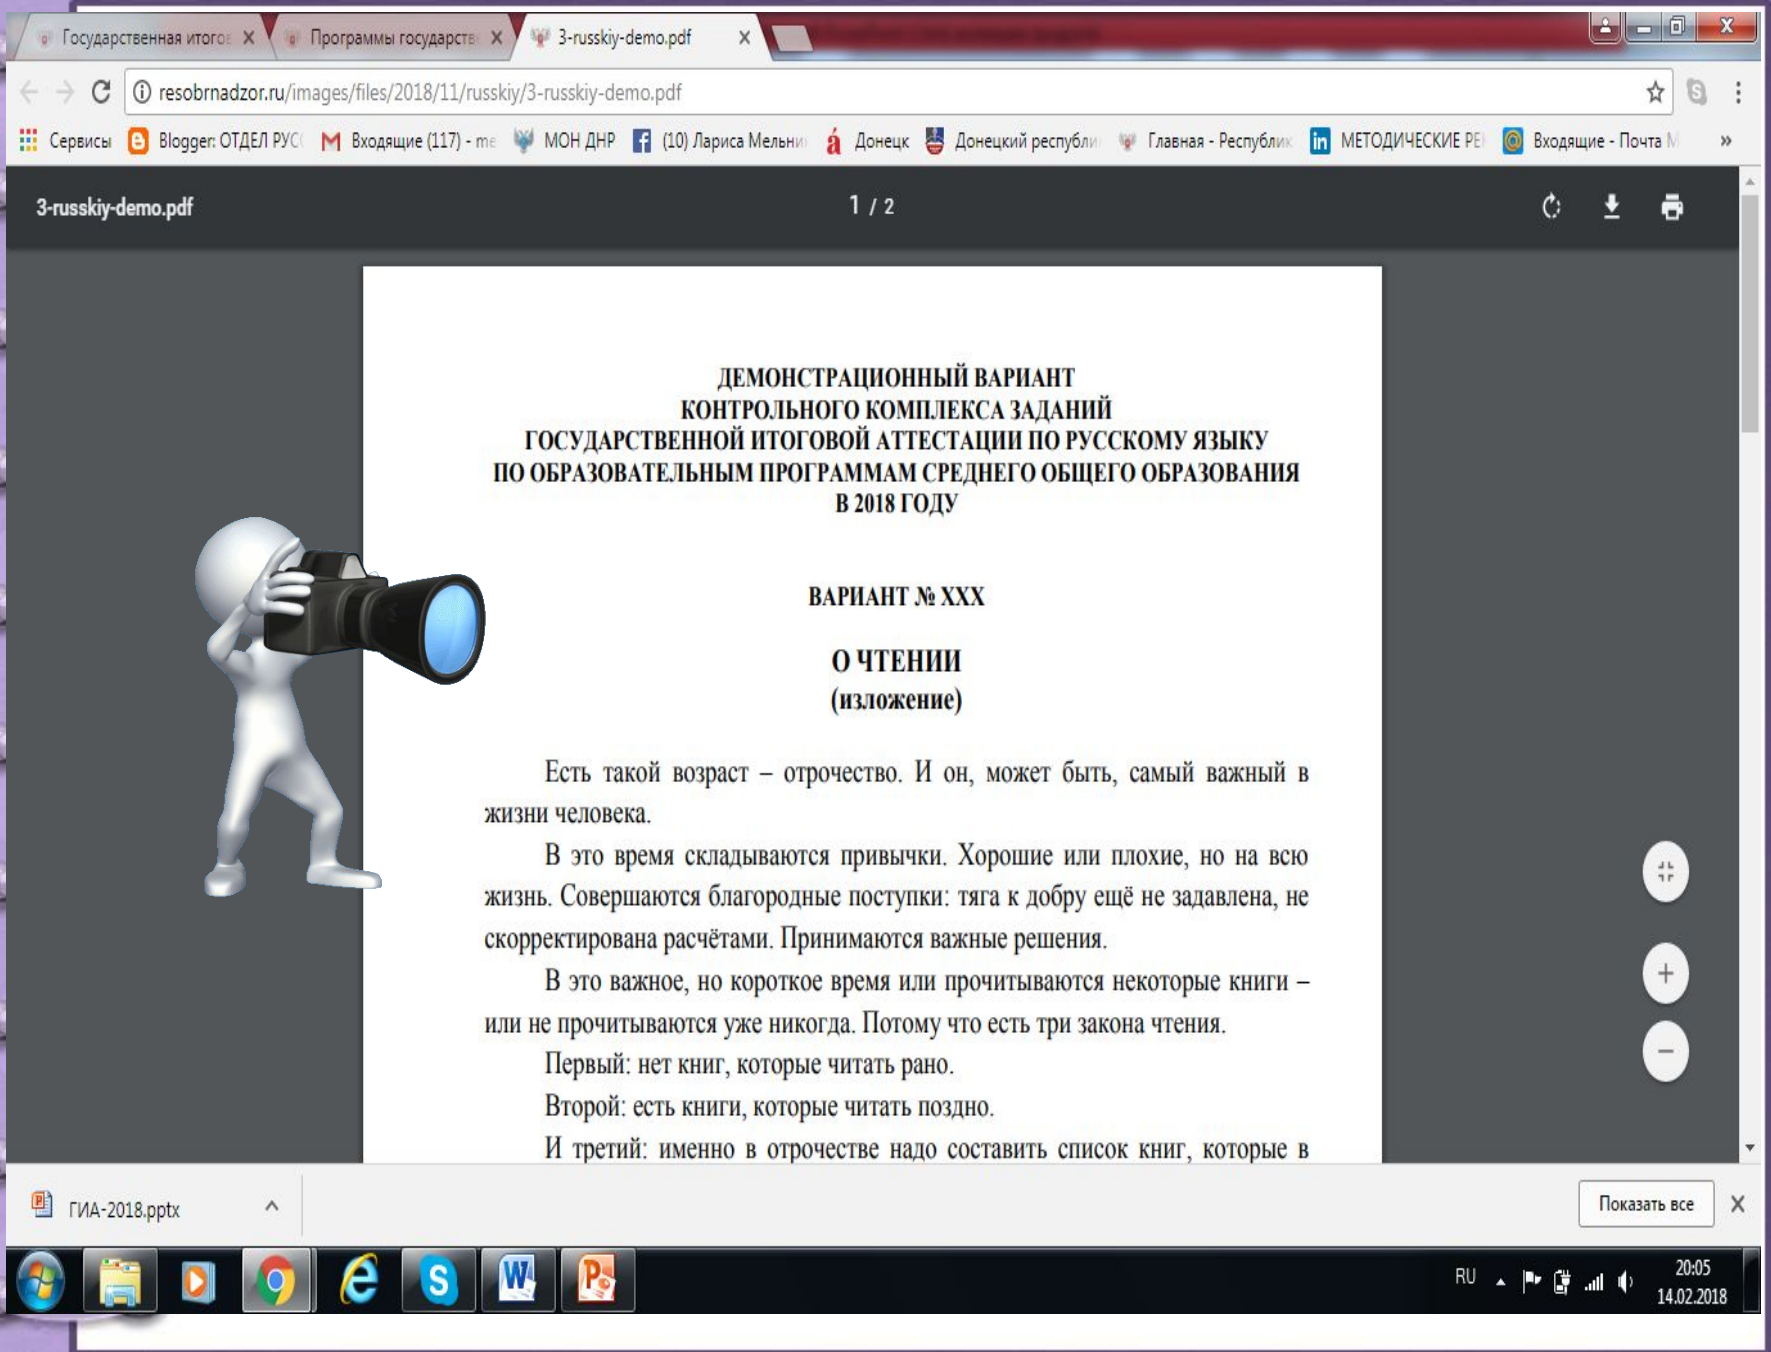 Государственная итогов
Программы государств
3-russkiy-demo.pdf
resobrnadzor.ru/images/files/2018/11/russkiy/3-russkiy-demo.pdf
Сервисы
Blogger: ОТДЕЛ РУС
Входящие (117) - me
МОН ДНР
(10) Лариса Мельни
Донецк
Донецкий республи
Главная - Республик
МЕТОДИЧЕСКИЕ РЕ
Входящие - Почта М
3-russkiy-demo.pdf
1 / 2
ДЕМОНСТРАЦИОННЫЙ ВАРИАНТ
КОНТРОЛЬНОГО КОМПЛЕКСА ЗАДАНИЙ
ГОСУДАРСТВЕННОЙ ИТОГОВОЙ АТТЕСТАЦИИ ПО РУССКОМУ ЯЗЫКУ
ПО ОБРАЗОВАТЕЛЬНЫМ ПРОГРАММАМ СРЕДНЕГО ОБЩЕГО ОБРАЗОВАНИЯ
В 2018 ГОДУ
ВАРИАНТ № XXX
О ЧТЕНИИ
(изложение)
Есть такой возраст – отрочество. И он, может быть, самый важный в
жизни человека.
В это время складываются привычки. Хорошие или плохие, но на всю
жизнь. Совершаются благородные поступки: тяга к добру ещё не задавлена, не
скорректирована расчётами. Принимаются важные решения.
В это важное, но короткое время или прочитываются некоторые книги –
или не прочитываются уже никогда. Потому что есть три закона чтения.
Первый: нет книг, которые читать рано.
Второй: есть книги, которые читать поздно.
И третий: именно в отрочестве надо составить список книг, которые в
ГИА-2018.pptx
Показать все
RU
20:05
14.02.2018